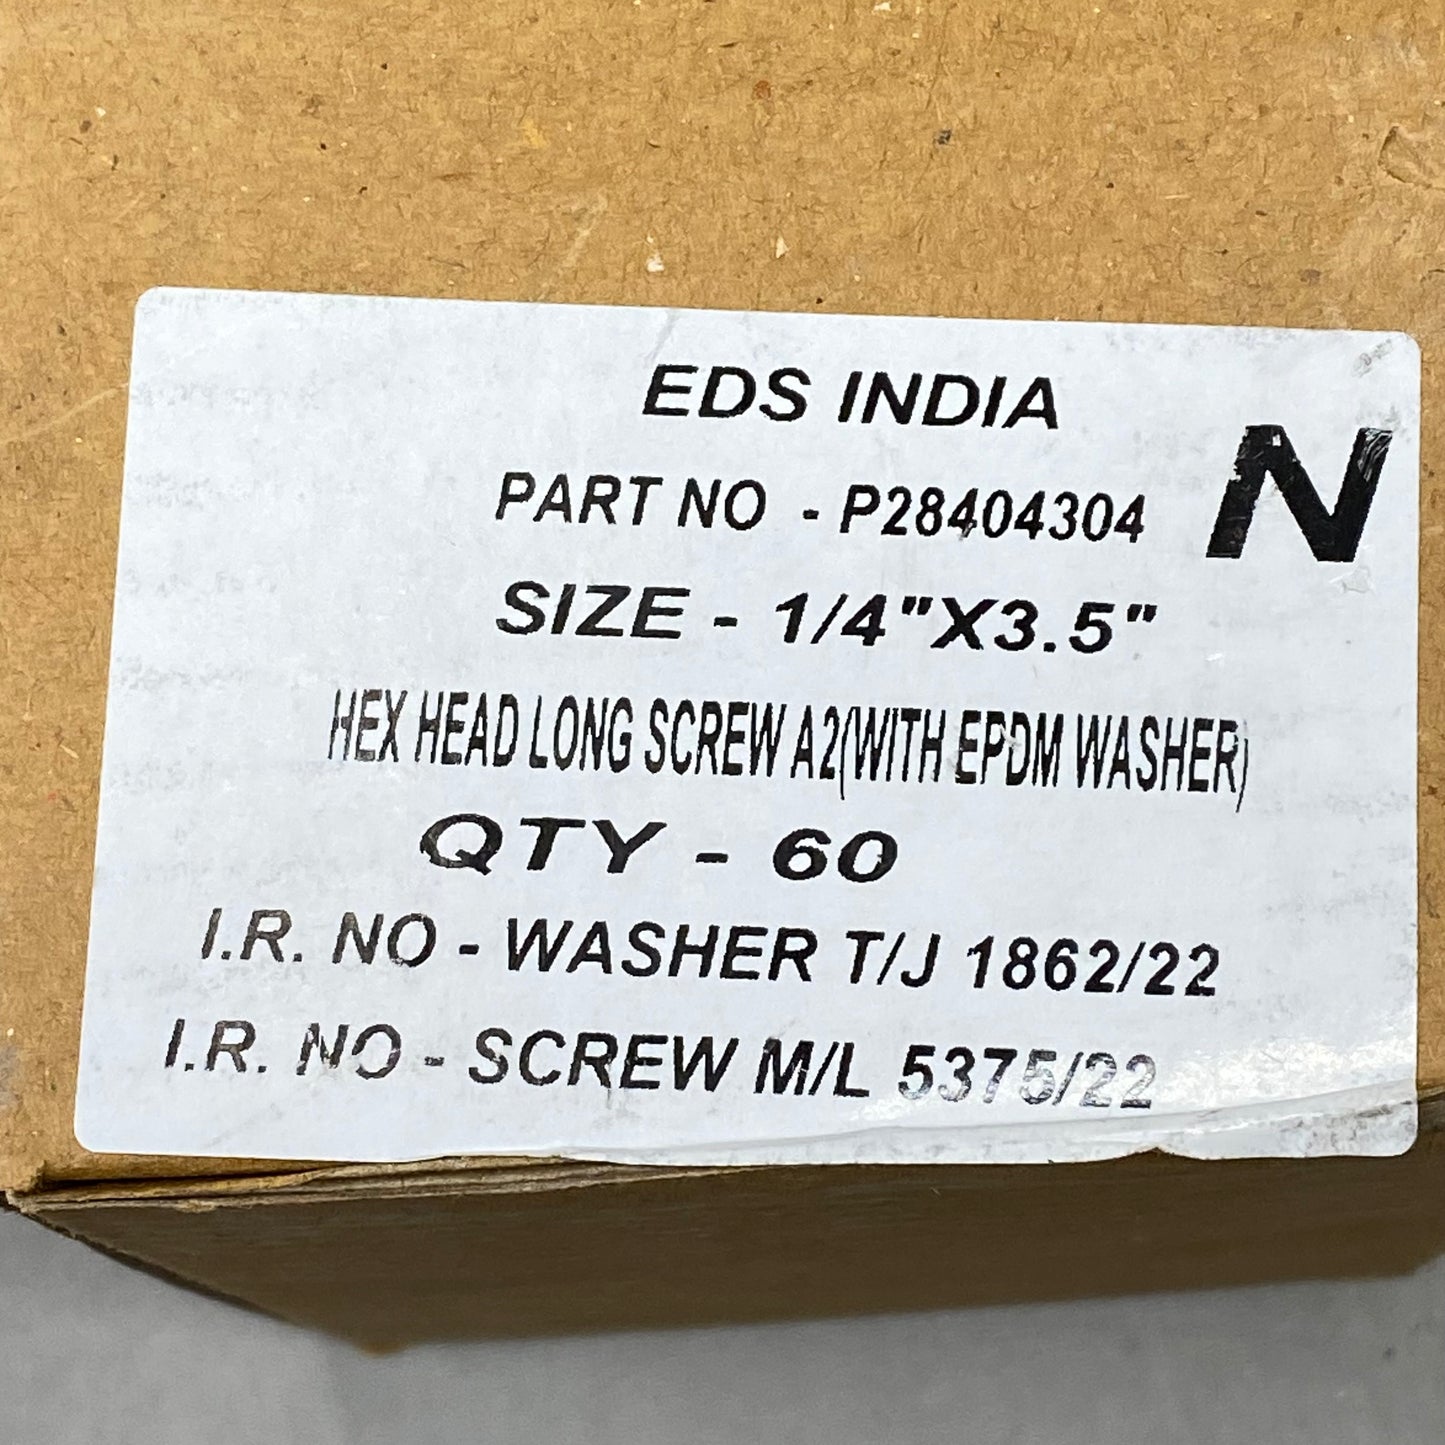 EDS INDIA
N
PART NO - P28404304
SIZE - 1/4"X3.5"
HEX HEAD LONG SCREW A2(WITH EPDM WASHER)
QTY - 60
I.R. NO - WASHER T/J 1862/22
I.R. NO - SCREW M/L 5375/22